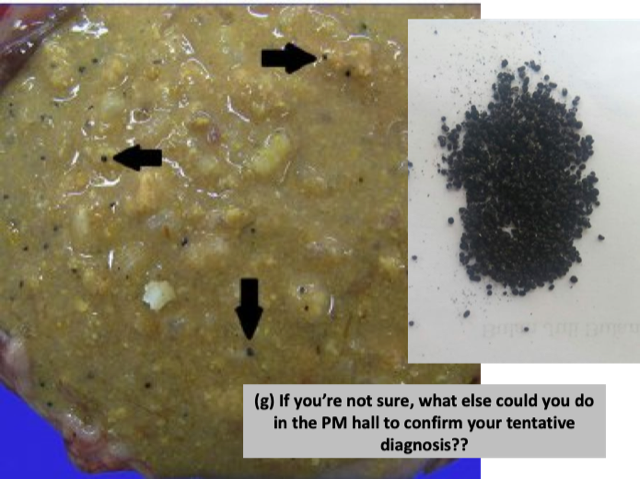 (g) If you're not sure, what else could you do
in the PM hall to confirm your tentative
diagnosis??